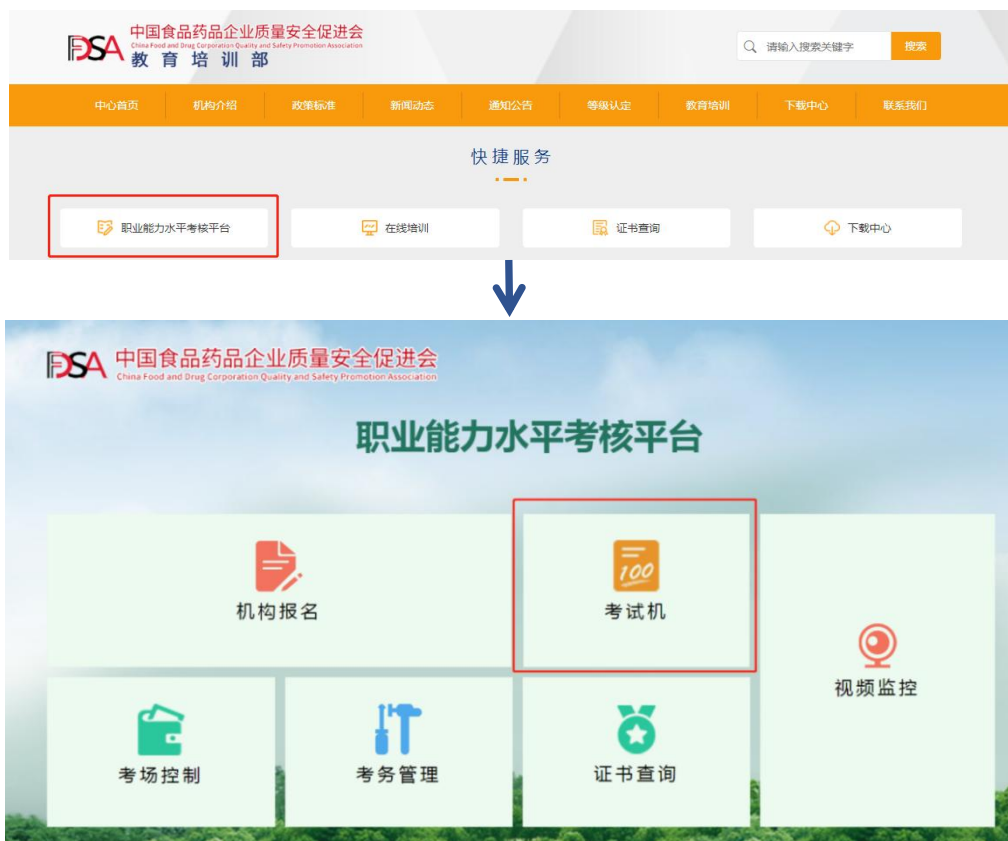 FDSA 中国食品药品企业质量安全促进会
China Food and Drug Corporation Quality and Safety Promotion Association
教育培训部
请输入搜索关键字 搜索
中心首页 机构介绍 政策标准 新闻动态 通知公告 等级认定 教育培训 下载中心 联系我们
快捷服务
职业能力水平考核平台 在线培训 证书查询 下载中心
FDSA 中国食品药品企业质量安全促进会
China Food and Drug Corporation Quality and Safety Promotion Association
职业能力水平考核平台
100
机构报名 考试机
视频监控
考场控制 考务管理 证书查询